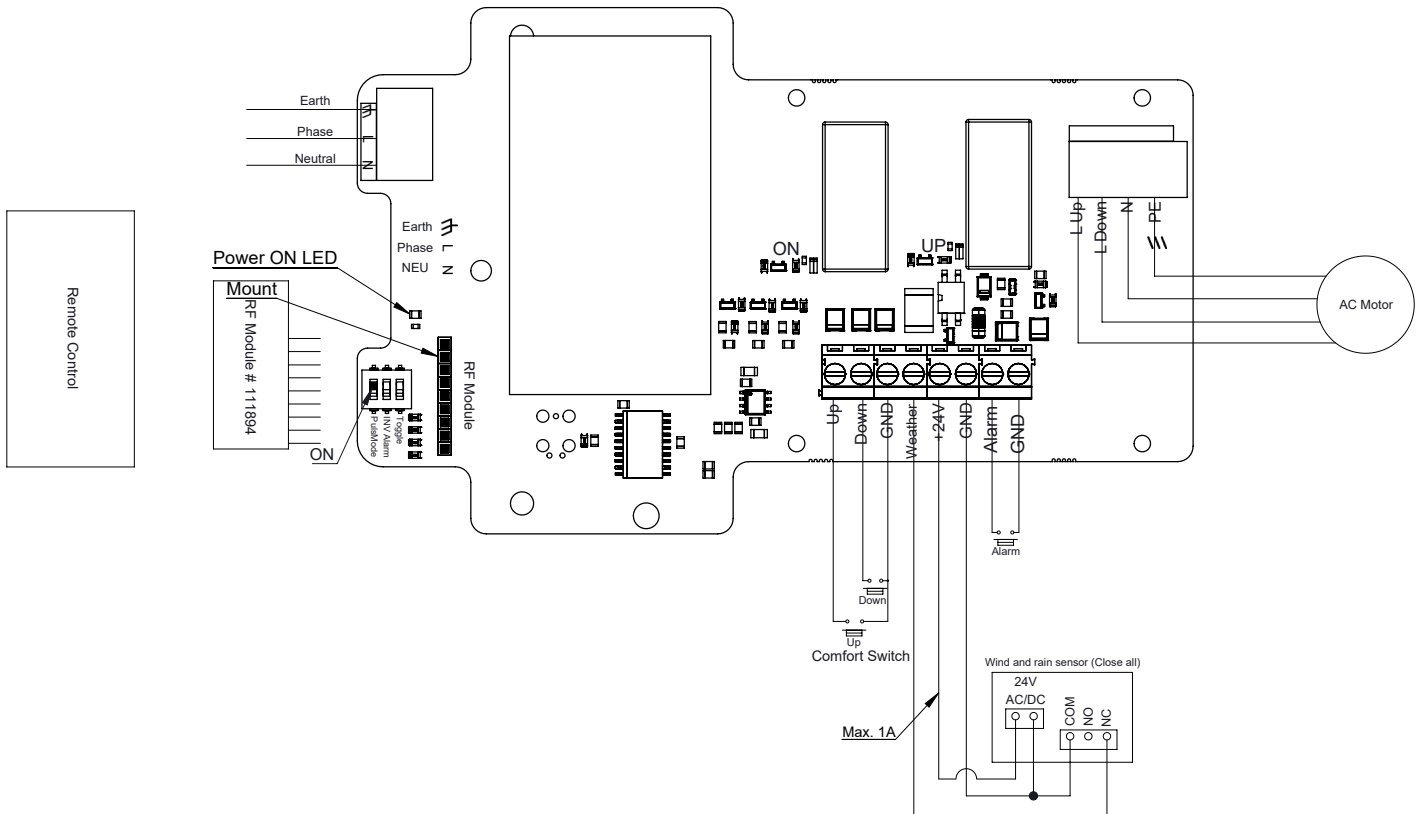 Earth
Phase
Neutral
L
N
Earth
Phase
L
NEU
N
Power ON LED
Mount
Remote Control
RF Module # 111894
RF Module
Toggle
INV Alarm
PulsMode
ON
ON
UP
L Up
L Down
N
PE
AC Motor
Up
Down
GND
Weather
+24V
GND
Alarm
GND
Alarm
Down
Up
Comfort Switch
Wind and rain sensor (Close all)
24V
AC/DC
COM
NO
NC
Max. 1A